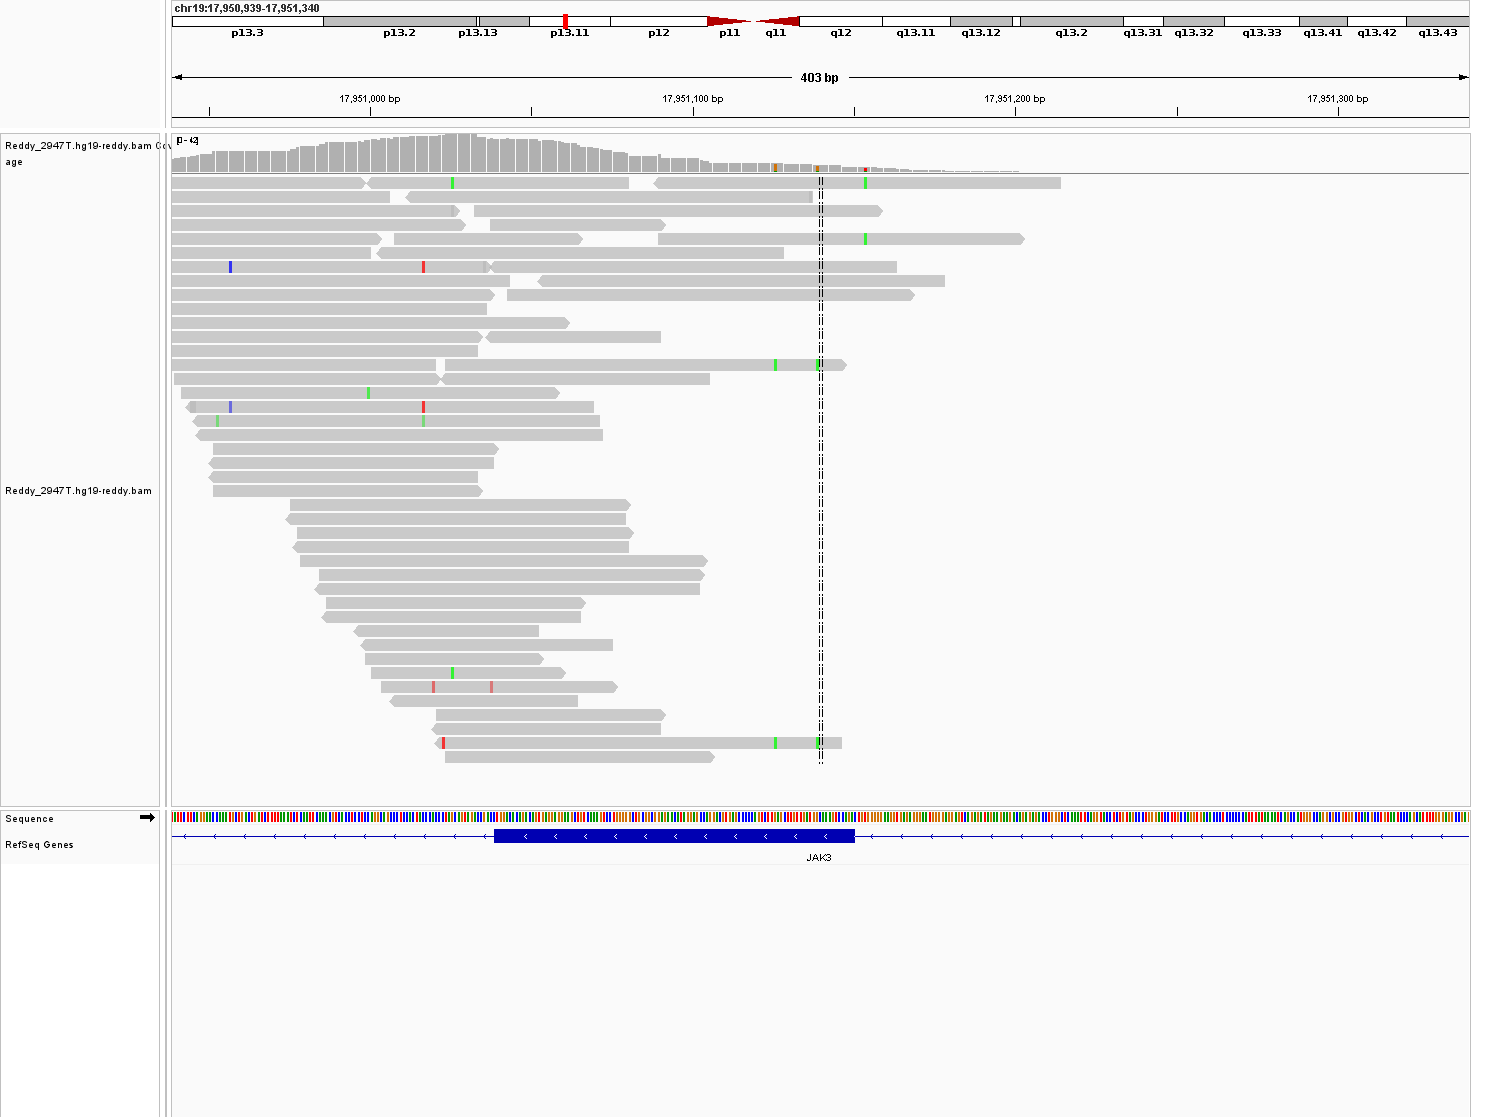 chr19:17,950,939-17,951,340
p13.3 p13.2 p13.13 p13.11 p12 p11 q11 q12 q13.11 q13.12 q13.2 q13.31 q13.32 q13.33 q13.41 q13.42 q13.43
403 bp
17,951,000 bp 17,951,100 bp 17,951,200 bp 17,951,300 bp
[0 - 42]
Reddy_2947T.hg19-reddy.bam Cov
age
Reddy_2947T.hg19-reddy.bam
Sequence
RefSeq Genes
JAK3